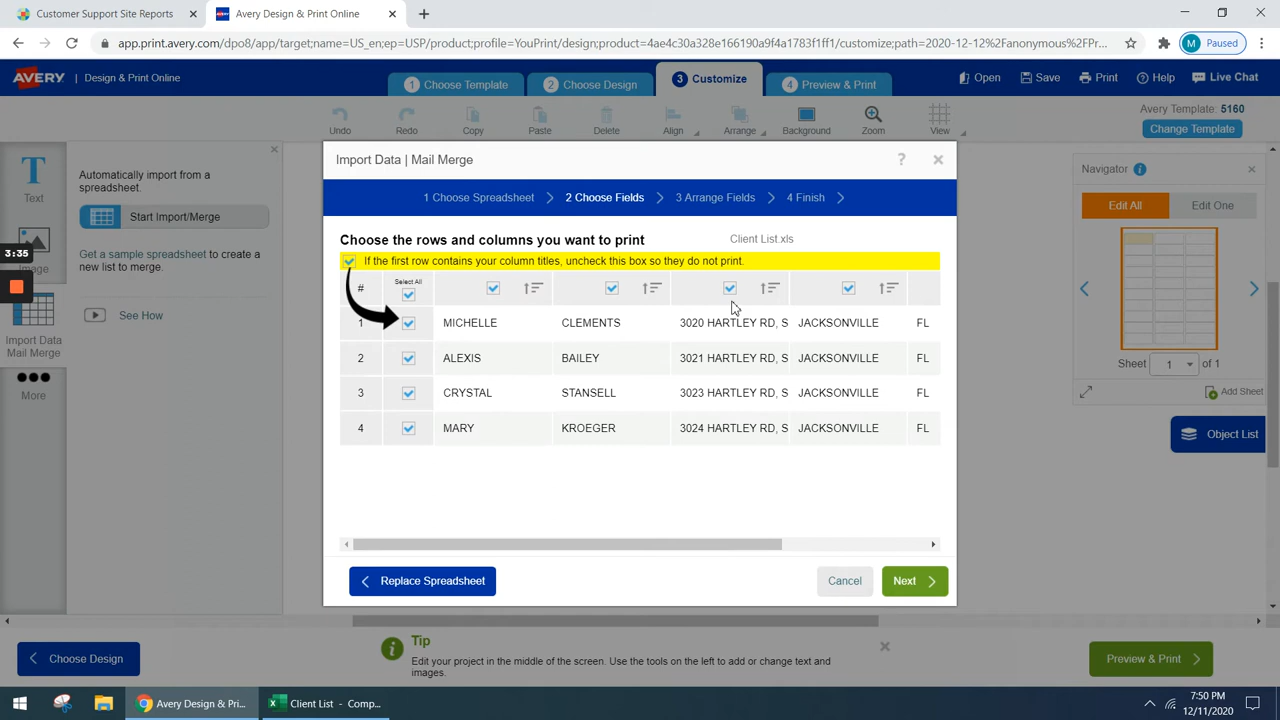 Customer Support Site Reports
Avery Design & Print Online
app.print.avery.com/dpo8/app/target;name=US_en;ep=USP/product;profile=YouPrint/design;product=4ae4c30a328e166190a9f4a1783f1ff1/customize;path=2020-12-12%2Fanonymous%2FPr...
M Paused
AVERY Design & Print Online
1 Choose Template
2 Choose Design
3 Customize
4 Preview & Print
Open
Save
Print
Help
Live Chat
Undo
Redo
Copy
Paste
Delete
Align
Arrange
Background
Zoom
View
Avery Template: 5160
Change Template
T
Text
Image
Import Data
Mail Merge
More
3:35
Automatically import from a
spreadsheet.
Start Import/Merge
Get a sample spreadsheet to
create a
new list to merge.
See How
Import Data | Mail Merge
?
1 Choose Spreadsheet
2 Choose Fields
3 Arrange Fields
4 Finish
Choose the rows and columns you want to print
Client List.xls
If the first row contains your column titles, uncheck this box so they do not print.
# Select All
1 MICHELLE CLEMENTS 3020 HARTLEY RD, S JACKSONVILLE FL
2 ALEXIS BAILEY 3021 HARTLEY RD, S JACKSONVILLE FL
3 CRYSTAL STANSELL 3023 HARTLEY RD, S JACKSONVILLE FL
4 MARY KROEGER 3024 HARTLEY RD, S JACKSONVILLE FL
Replace Spreadsheet
Cancel
Next
Navigator
Edit All
Edit One
Sheet 1 of 1
Add Sheet
Object List
Choose Design
Tip
Edit your project in the middle of the screen. Use the tools on the left to add or change text and
images.
Preview & Print
Avery Design & Pri...
Client List - Comp...
7:50 PM
12/11/2020